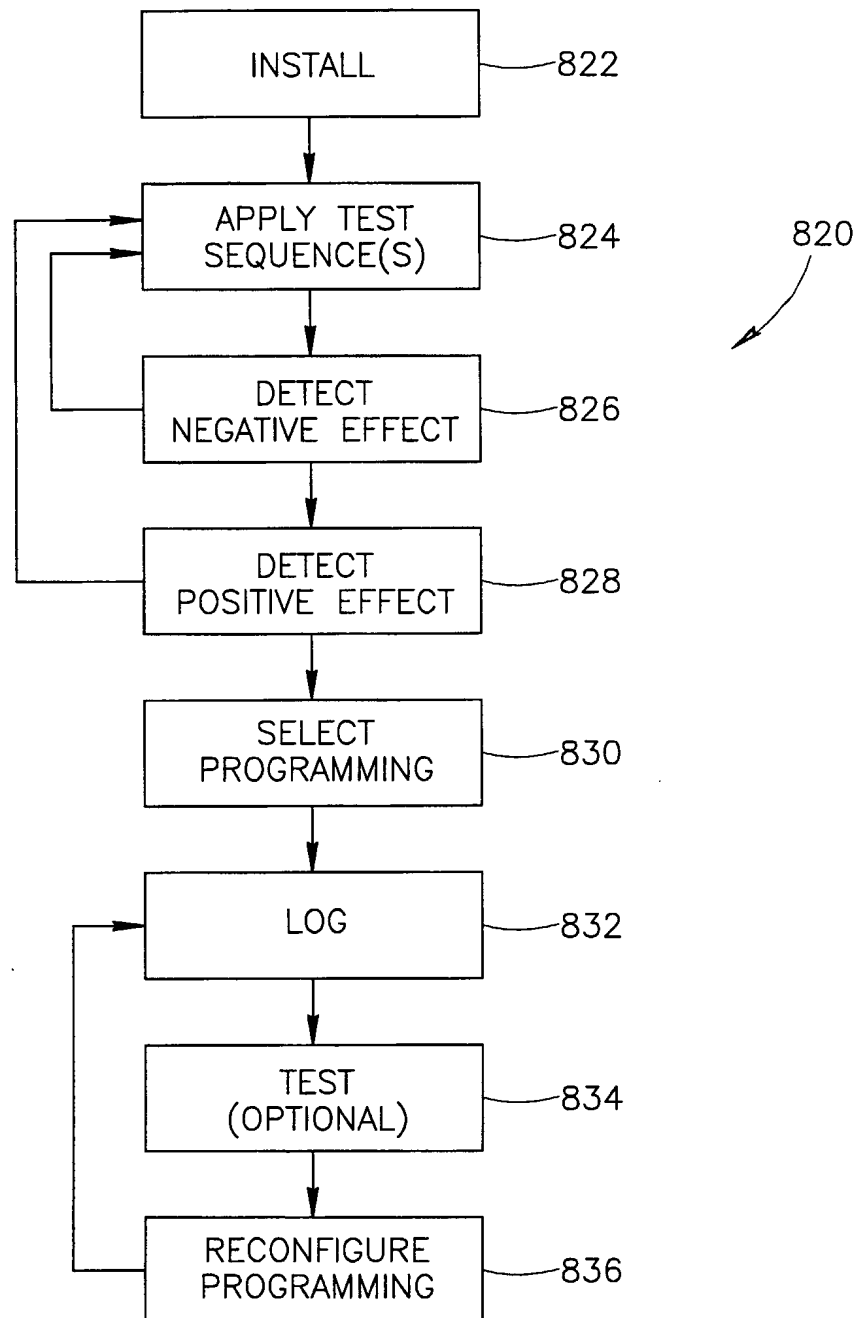 INSTALL
822
APPLY TEST
SEQUENCE(S)
824
820
DETECT
NEGATIVE EFFECT
826
DETECT
POSITIVE EFFECT
828
SELECT
PROGRAMMING
830
LOG
832
TEST
(OPTIONAL)
834
RECONFIGURE
PROGRAMMING
836